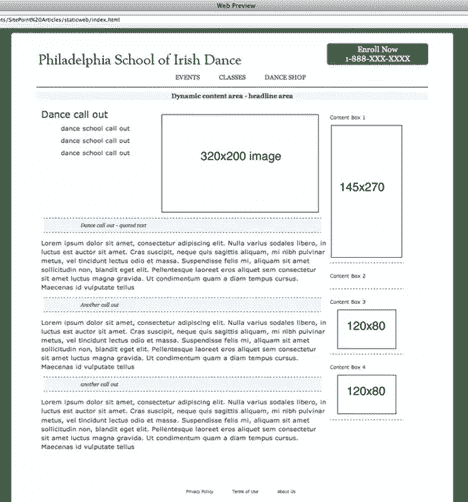 Web Preview
ets/SitePoint%20Articles/staticweb/index.html
Philadelphia School of Irish Dance
Enroll Now
1-888-XXX-XXXX
EVENTS CLASSES DANCE SHOP
Dynamic content area - headline area
Dance call out
dance school call out
dance school call out
dance school call out
320x200 image
Content Box 1
145x270
Dance call out - quoted text
Lorem ipsum dolor sit amet, consectetur adipiscing elit. Nulla varius sodales libero, in
luctus est auctor sit amet. Cras suscipit, neque quis sagittis aliquam, mi nish pulvinar
metus, vel tincidunt lectus odio et massa. Suspendisse felis mi, aliquam sit amet
sollicitudin non, blandit eget elit. Pellentesque laoreet eros aliquet sem consectetur
sit amet luctus magna gravida. Ut condimentum quam a diam tempus cursus.
Maecenas id vulputate tellus
Content Box 2
Another call out
Content Box 3
120x80
Lorem ipsum dolor sit amet, consectetur adipiscing elit. Nulla varius sodales libero, in
luctus est auctor sit amet. Cras suscipit, neque quis sagittis aliquam, mi nish pulvinar
metus, vel tincidunt lectus odio et massa. Suspendisse felis mi, aliquam sit amet
sollicitudin non, blandit eget elit. Pellentesque laoreet eros aliquet sem consectetur
sit amet luctus magna gravida. Ut condimentum quam a diam tempus cursus.
Maecenas id vulputate tellus
Content Box 4
120x80
another call out
Lorem ipsum dolor sit amet, consectetur adipiscing elit. Nulla varius sodales libero, in
luctus est auctor sit amet. Cras suscipit, neque quis sagittis aliquam, mi nish pulvinar
metus, vel tincidunt lectus odio et massa. Suspendisse felis mi, aliquam sit amet
sollicitudin non, blandit eget elit. Pellentesque laoreet eros aliquet sem consectetur
sit amet luctus magna gravida. Ut condimentum quam a diam tempus cursus.
Maecenas id vulputate tellus
Privacy Policy Terms of Use About Us